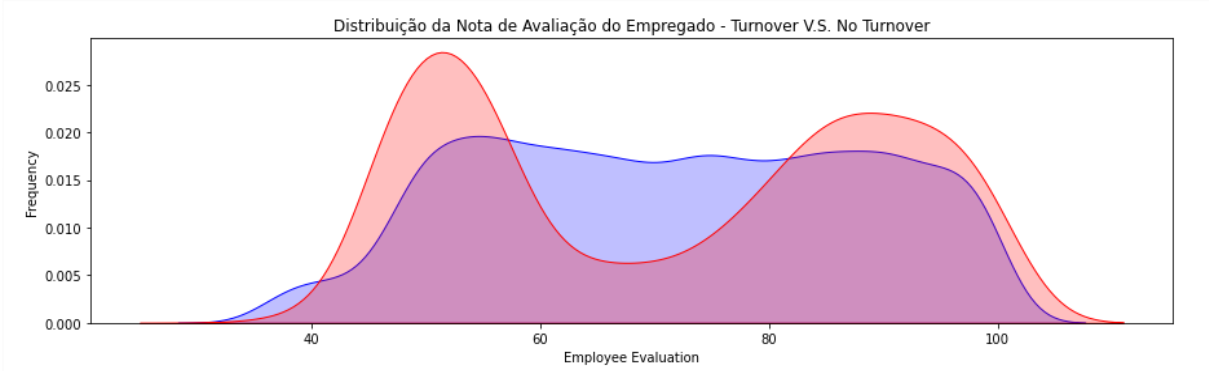 Distribuição da Nota de Avaliação do Empregado - Turnover V.S. No Turnover
Frequency
0.025
0.020
0.015
0.010
0.005
0.000
40 60 80 100
Employee Evaluation